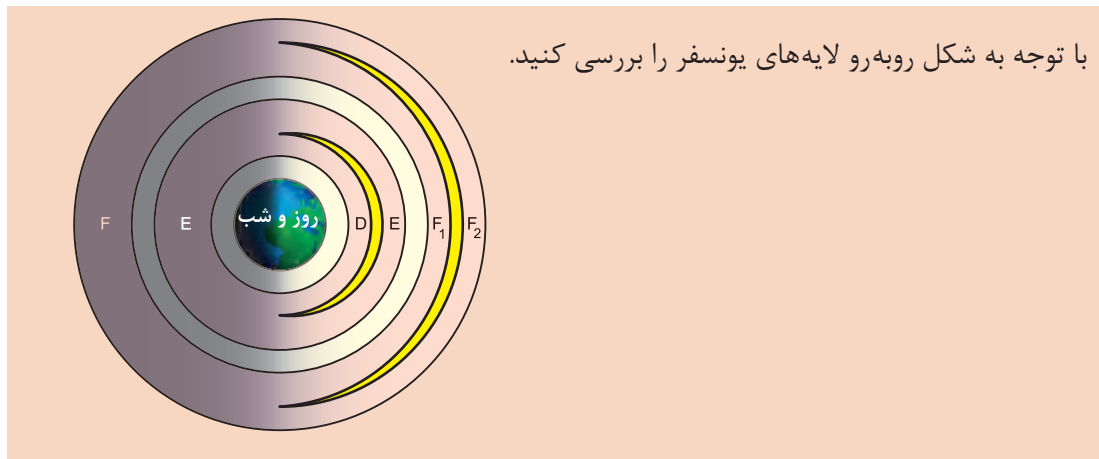 با توجه به شکل روبه‌رو لایه‌های یونسفر را بررسی کنید.
روز و شب
F E D E F₁ F₂